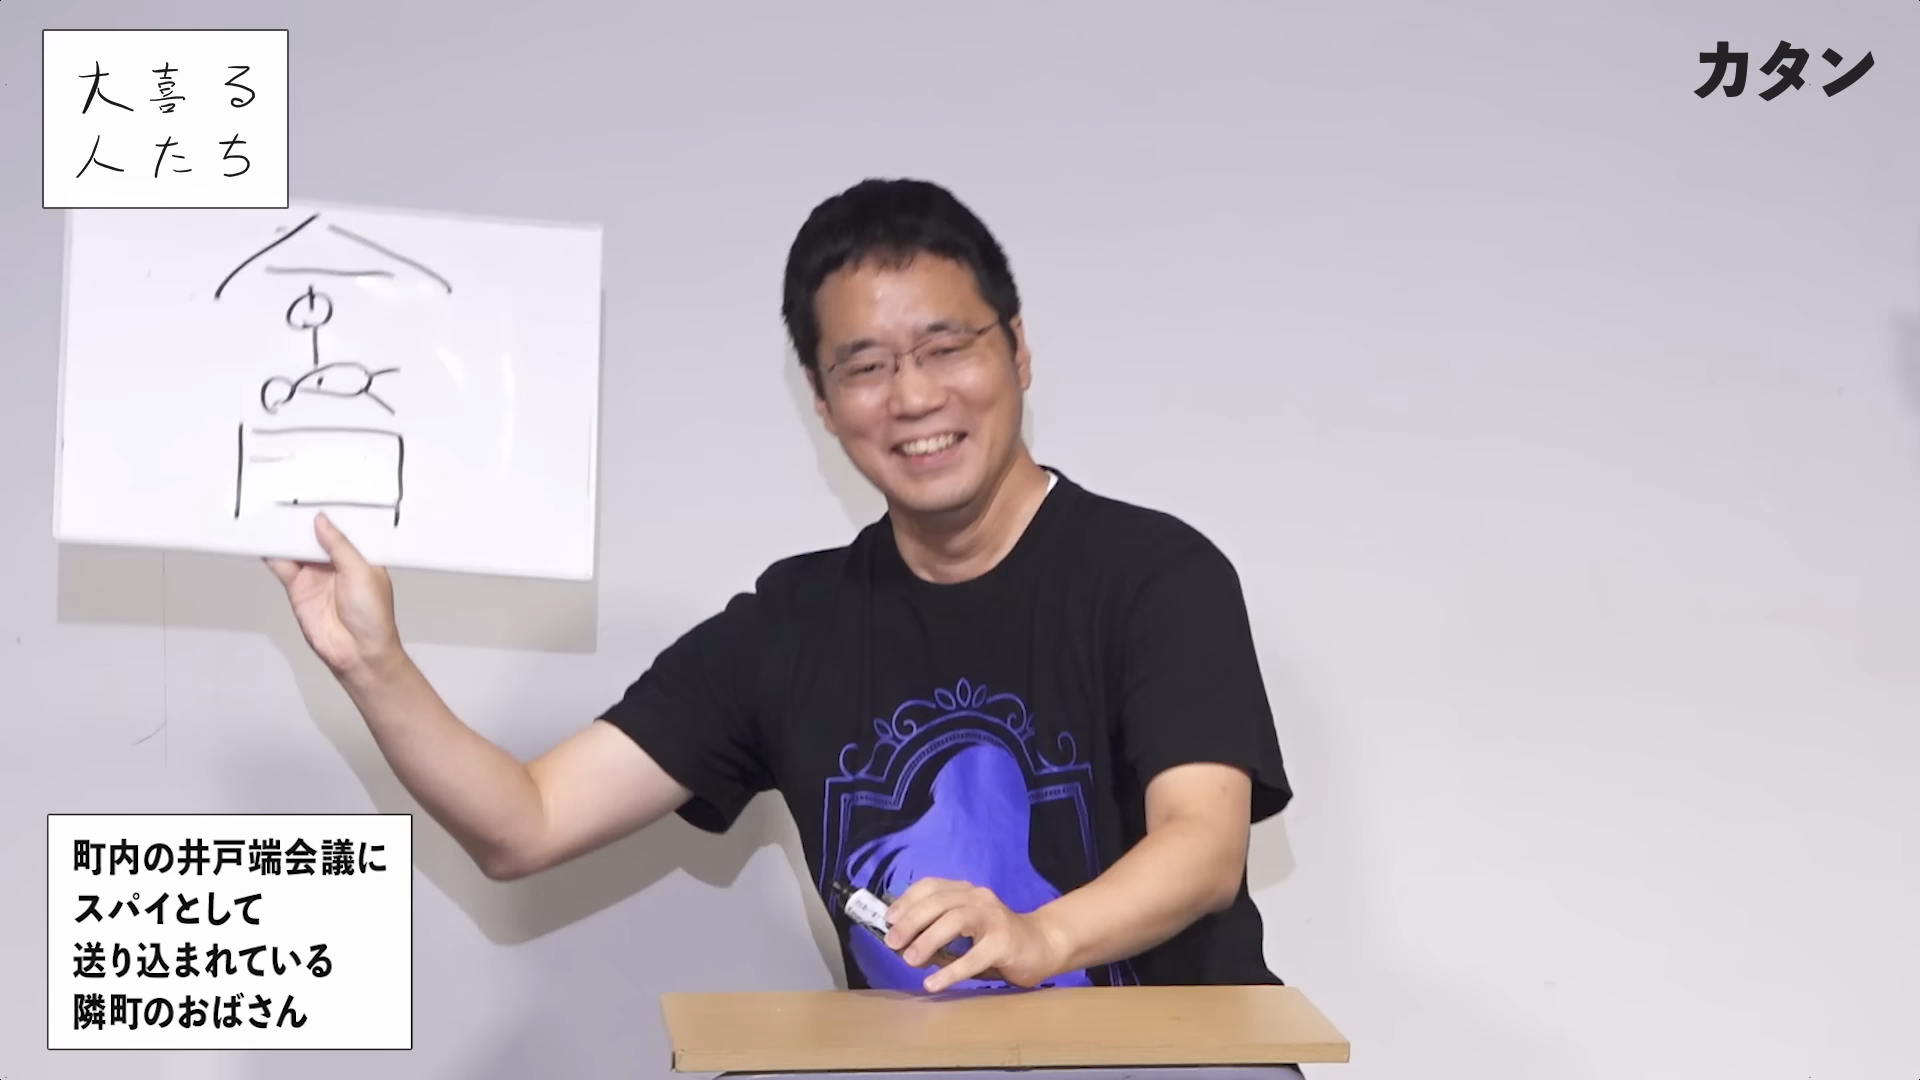 大喜る
人たち
カタン
町内の井戸端会議に
スパイとして
送り込まれている
隣町のおばさん